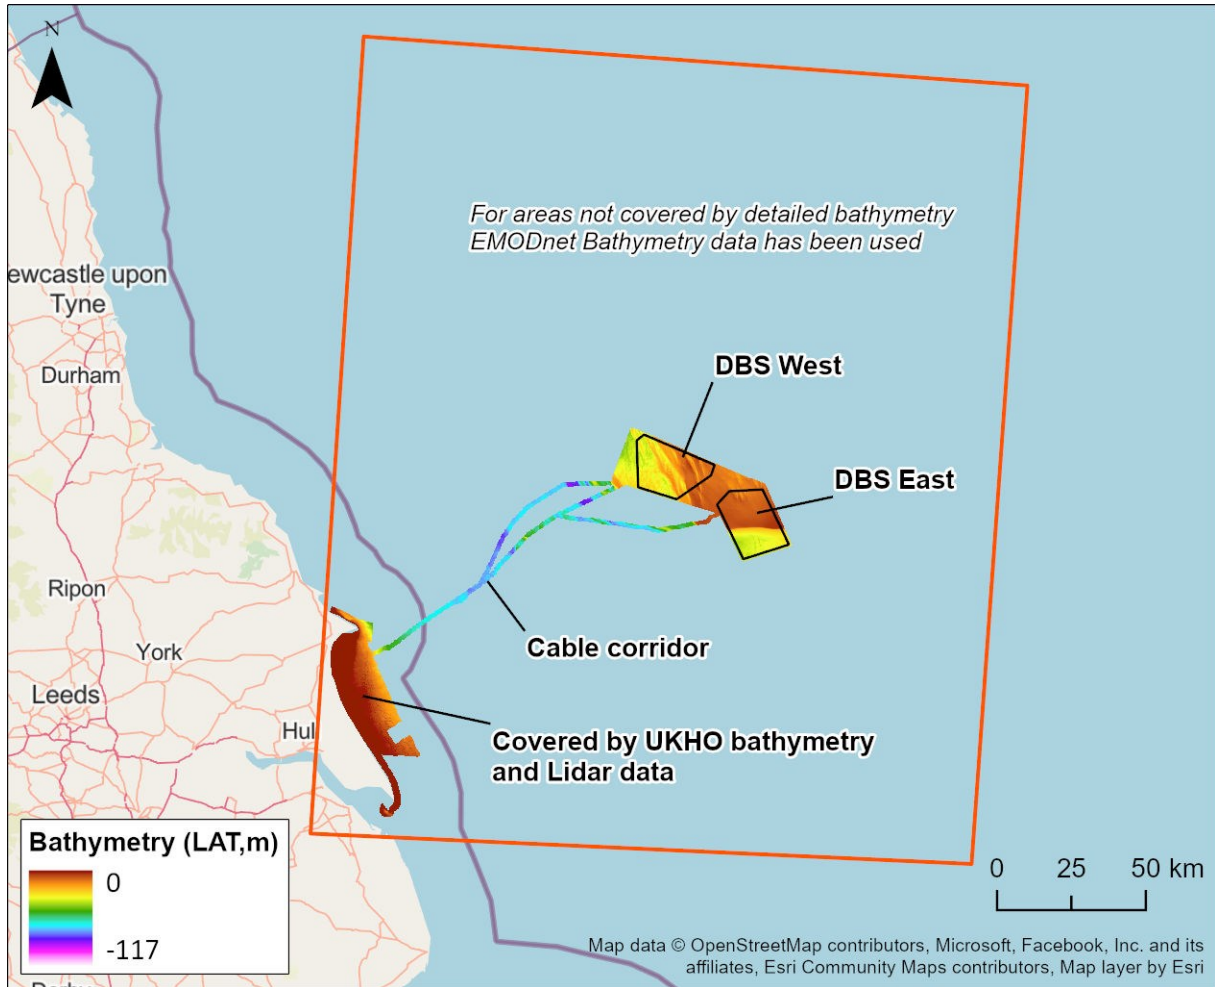 N
For areas not covered by detailed bathymetry
EMODnet Bathymetry data has been used
ewcastle upon
Tyne
Durham
DBS West
DBS East
Ripon
Cable corridor
York
Leeds
Hul
Covered by UKHO bathymetry
and Lidar data
Bathymetry (LAT,m)
0
-117
0 25 50 km
Map data © OpenStreetMap contributors, Microsoft, Facebook, Inc. and its
affiliates, Esri Community Maps contributors, Map layer by Esri